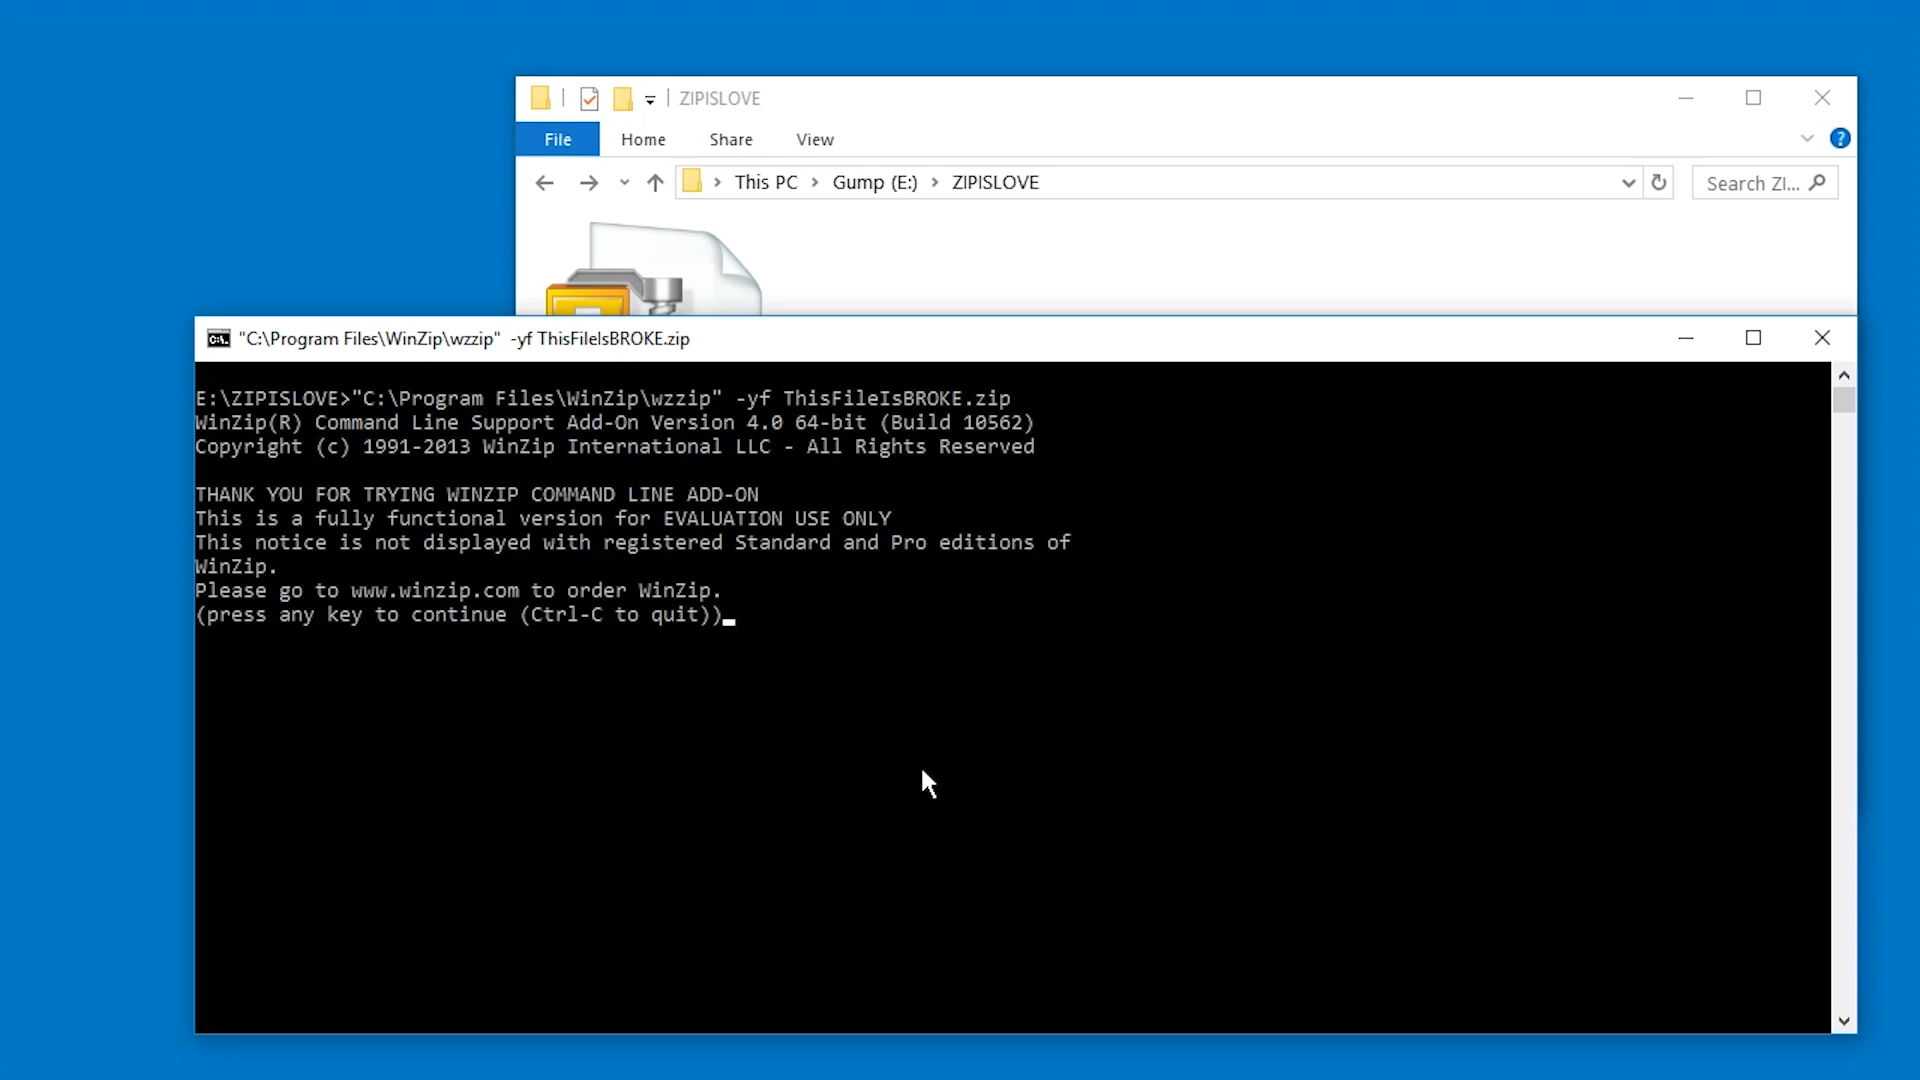 ZIPISLOVE
File Home Share View
This PC > Gump (E:) > ZIPISLOVE
Search ZI...
"C:\Program Files\WinZip\wzzip" -yf ThisFileIsBROKE.zip
E:\ZIPISLOVE>"C:\Program Files\WinZip\wzzip" -yf ThisFileIsBROKE.zip
WinZip(R) Command Line Support Add-On Version 4.0 64-bit (Build 10562)
Copyright (c) 1991-2013 WinZip International LLC - All Rights Reserved
THANK YOU FOR TRYING WINZIP COMMAND LINE ADD-ON
This is a fully functional version for EVALUATION USE ONLY
This notice is not displayed with registered Standard and Pro editions of
WinZip.
Please go to www.winzip.com to order WinZip.
(press any key to continue (Ctrl-C to quit))